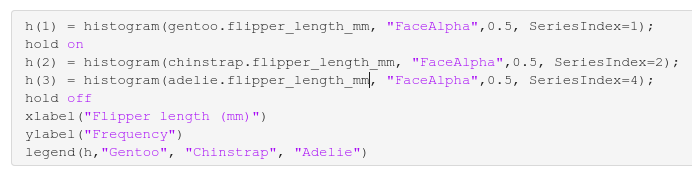 h(1) = histogram(gentoo.flipper_length_mm, "FaceAlpha",0.5, SeriesIndex=1);
hold on
h(2) = histogram(chinstrap.flipper_length_mm, "FaceAlpha",0.5, SeriesIndex=2);
h(3) = histogram(adelie.flipper_length_mm, "FaceAlpha",0.5, SeriesIndex=4);
hold off
xlabel("Flipper length (mm)")
ylabel("Frequency")
legend(h,"Gentoo", "Chinstrap", "Adelie")